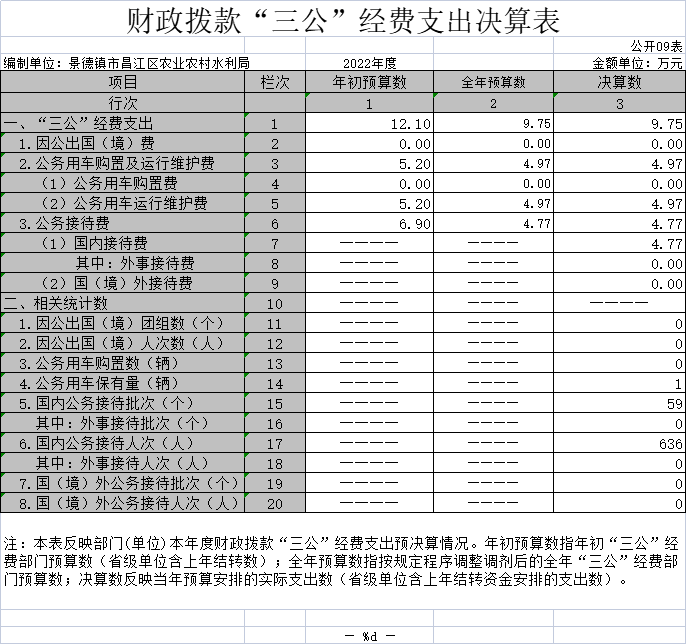 财政拨款“三公”经费支出决算表
公开09表
编制单位：景德镇市昌江区农业农村水利局 2022年度 金额单位：万元
项目 栏次 年初预算数 全年预算数 决算数
行次 1 2 3
一、“三公”经费支出 1 12.10 9.75 9.75
1.因公出国（境）费 2 0.00 0.00 0.00
2.公务用车购置及运行维护费 3 5.20 4.97 4.97
（1）公务用车购置费 4 0.00 0.00 0.00
（2）公务用车运行维护费 5 5.20 4.97 4.97
3.公务接待费 6 6.90 4.77 4.77
（1）国内接待费 7 ———— ———— 4.77
其中：外事接待费 8 ———— ———— 0.00
（2）国（境）外接待费 9 ———— ———— 0.00
二、相关统计数 10 ———— ———— ————
1.因公出国（境）团组数（个） 11 ———— ———— 0
2.因公出国（境）人次数（人） 12 ———— ———— 0
3.公务用车购置数（辆） 13 ———— ———— 0
4.公务用车保有量（辆） 14 ———— ———— 1
5.国内公务接待批次（个） 15 ———— ———— 59
其中：外事接待批次（个） 16 ———— ———— 0
6.国内公务接待人次（人） 17 ———— ———— 636
其中：外事接待人次（人） 18 ———— ———— 0
7.国（境）外公务接待批次（个） 19 ———— ———— 0
8.国（境）外公务接待人次（人） 20 ———— ———— 0
注：本表反映部门(单位)本年度财政拨款“三公”经费支出预决算情况。年初预算数指年初“三公”经
费部门预算数（省级单位含上年结转数）；全年预算数指按规定程序调整调剂后的全年“三公”经费部
门预算数；决算数反映当年预算安排的实际支出数（省级单位含上年结转资金安排的支出数）。
— %d —